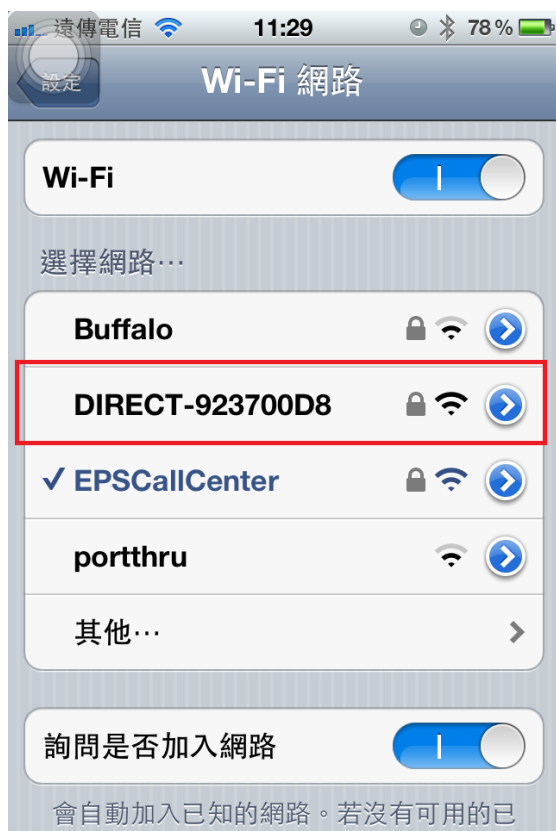 遠傳電信 11:29 78%
設定 Wi-Fi 網路
Wi-Fi
選擇網路⋯
Buffalo
DIRECT-923700D8
✓ EPSCallCenter
portthru
其他⋯
詢問是否加入網路
會自動加入已知的網路。若沒有可用的已